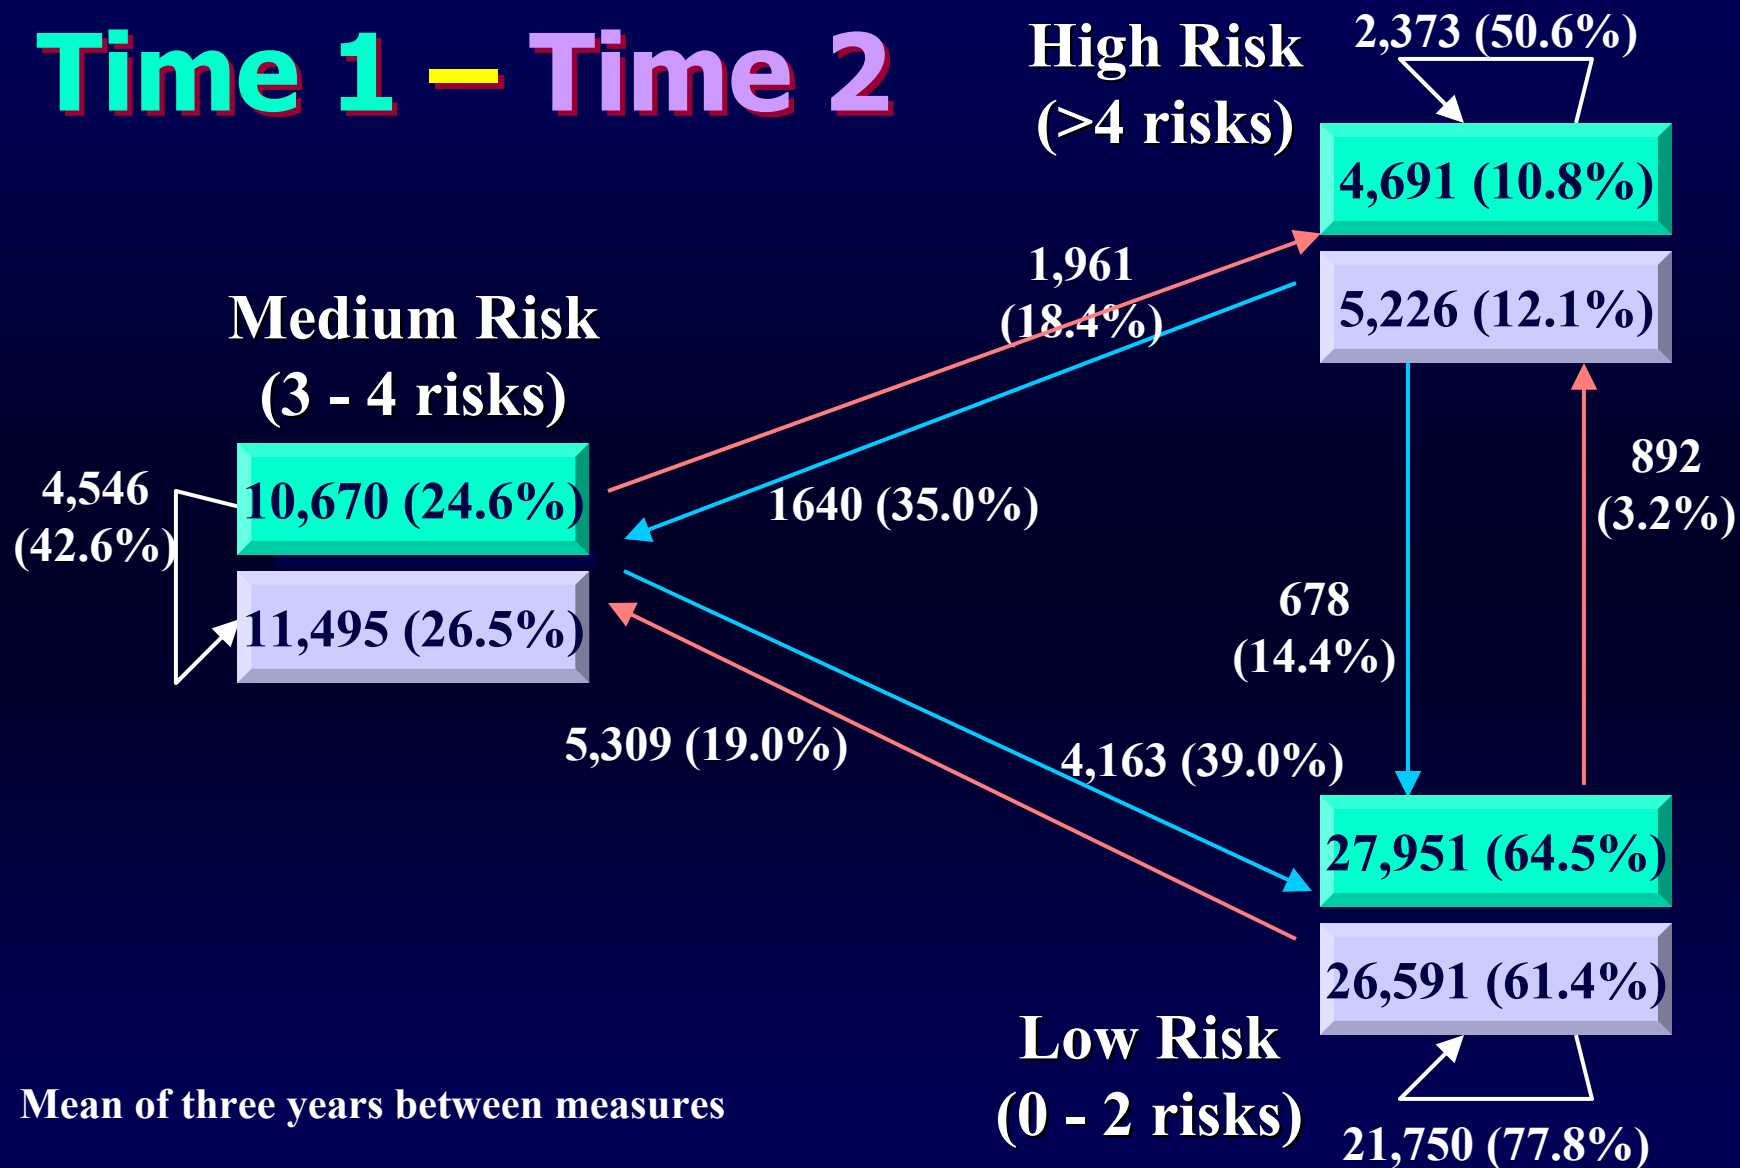 Time 1 – Time 2
High Risk
(>4 risks)
2,373 (50.6%)
4,691 (10.8%)
5,226 (12.1%)
1,961
(18.4%)
Medium Risk
(3 - 4 risks)
4,546
(42.6%)
10,670 (24.6%)
11,495 (26.5%)
1640 (35.0%)
892
(3.2%)
678
(14.4%)
5,309 (19.0%)
4,163 (39.0%)
27,951 (64.5%)
26,591 (61.4%)
Low Risk
(0 - 2 risks)
21,750 (77.8%)
Mean of three years between measures